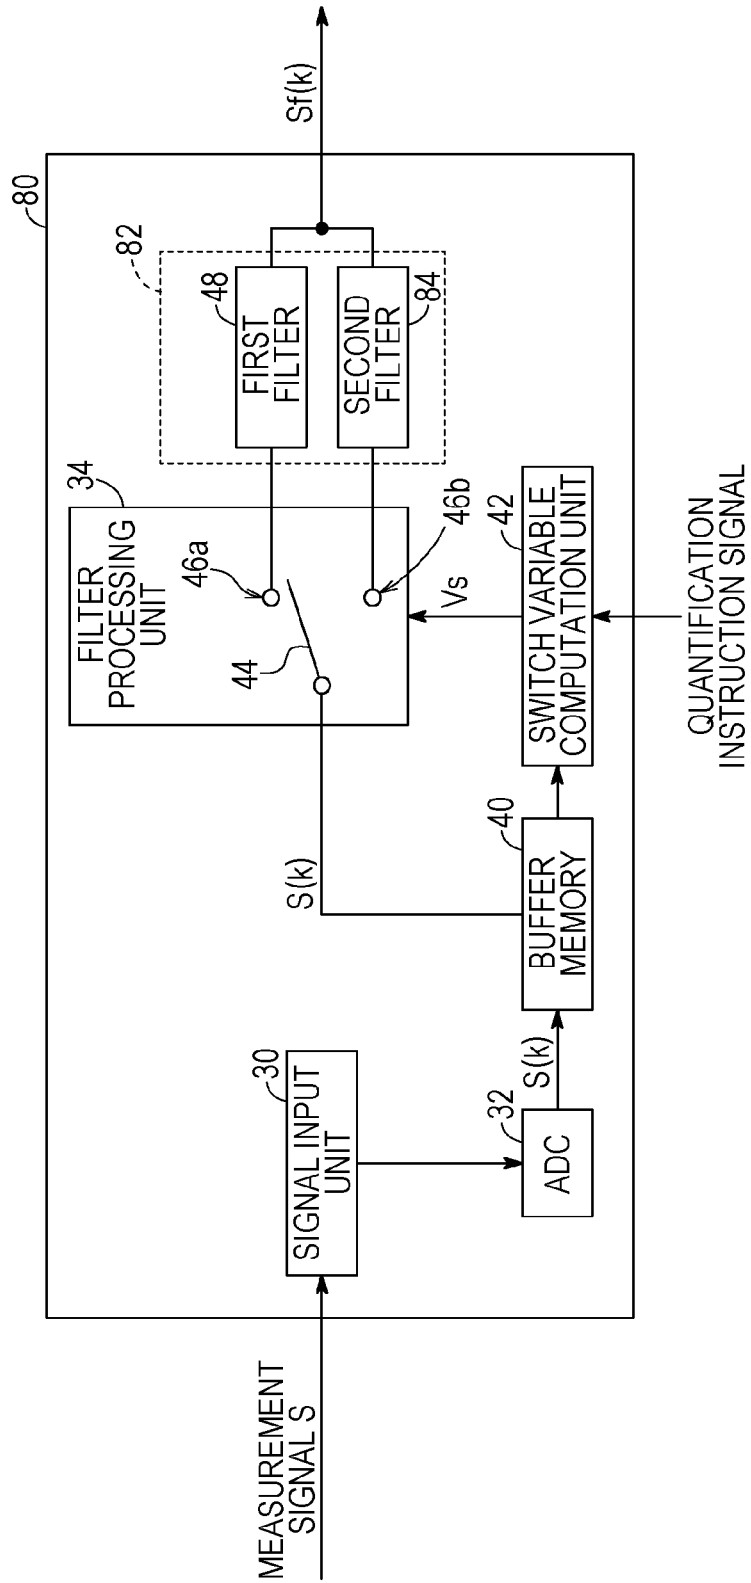 80
82
Sf(k)
34
FILTER
PROCESSING
UNIT
46a
44
46b
48
FIRST
FILTER
SECOND
FILTER
84
S(k)
Vs
MEASUREMENT
SIGNAL S
30
SIGNAL INPUT
UNIT
32
ADC
S(k)
40
BUFFER
MEMORY
42
SWITCH VARIABLE
COMPUTATION UNIT
QUANTIFICATION
INSTRUCTION SIGNAL